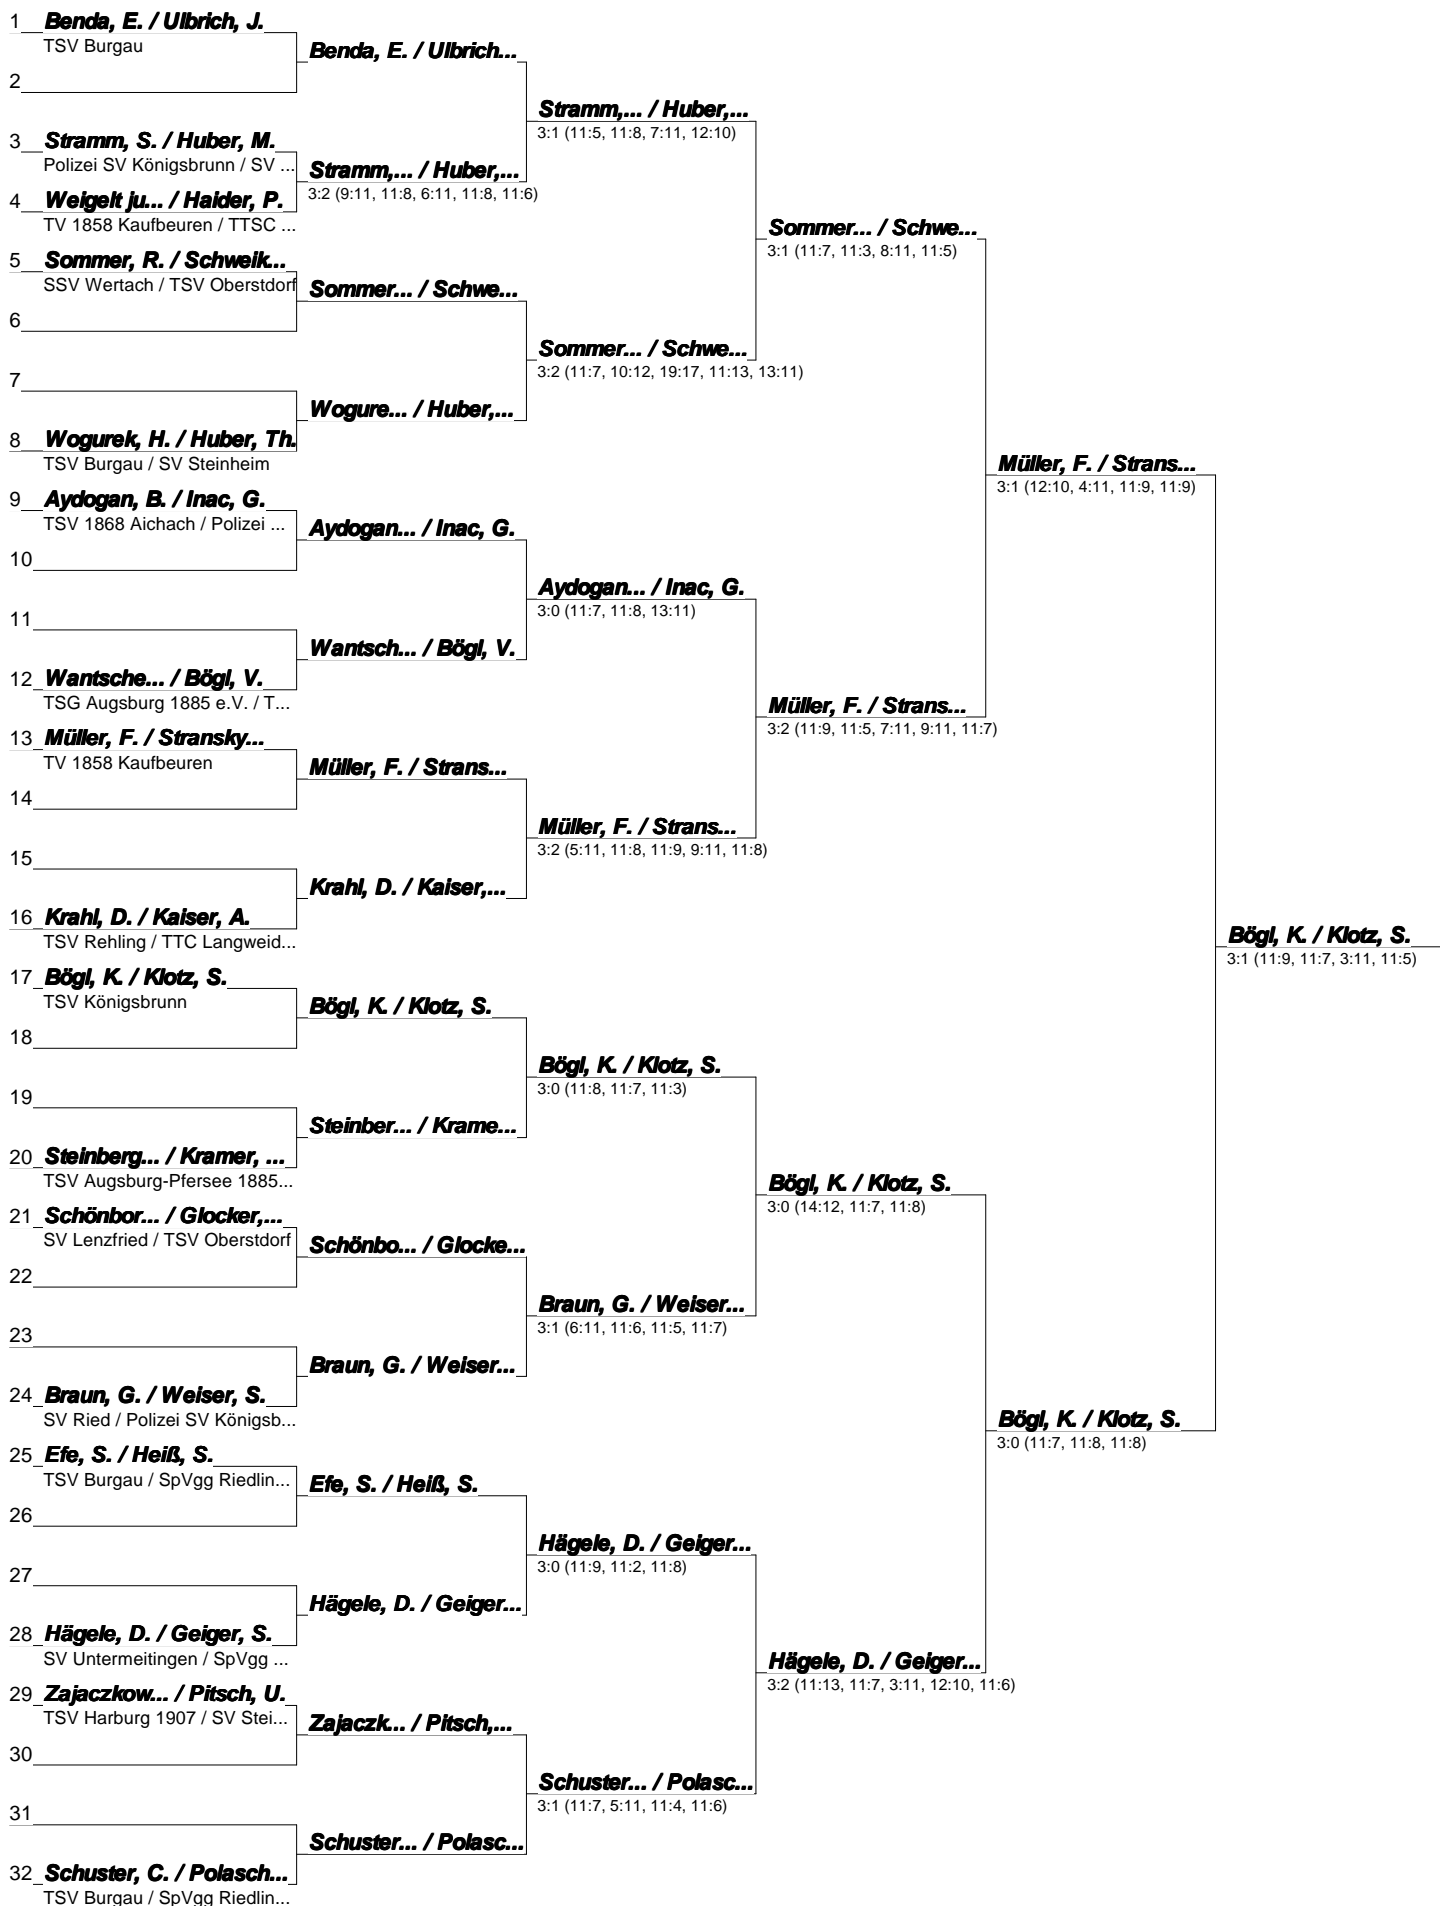 1 Benda, E. / Ulbrich, J.
TSV Burgau
2
3 Stramm, S. / Huber, M.
Polizei SV Königsbrunn / SV ...
4 Weigelt ju... / Haider, P.
TV 1858 Kaufbeuren / TTSC ...
5 Sommer, R. / Schweik...
SSV Wertach / TSV Oberstdorf
6
7
8 Wogurek, H. / Huber, Th.
TSV Burgau / SV Steinheim
9 Aydogan, B. / Inac, G.
TSV 1868 Aichach / Polizei ...
10
11
12 Wantsche... / Bögl, V.
TSG Augsburg 1885 e.V. / T...
13 Müller, F. / Stransky...
TV 1858 Kaufbeuren
14
15
16 Krahl, D. / Kaiser, A.
TSV Rehling / TTC Langweid...
17 Bögl, K. / Klotz, S.
TSV Königsbrunn
18
19
20 Steinberg... / Kramer, ...
TSV Augsburg-Pfersee 1885...
21 Schönbor... / Glocker,...
SV Lenzfried / TSV Oberstdorf
22
23
24 Braun, G. / Weiser, S.
SV Ried / Polizei SV Königsb...
25 Efe, S. / Heiß, S.
TSV Burgau / SpVgg Riedlin...
26
27
28 Hägele, D. / Geiger, S.
SV Untermeitingen / SpVgg ...
29 Zajaczkow... / Pitsch, U.
TSV Harburg 1907 / SV Stei...
30
31
32 Schuster, C. / Polasch...
TSV Burgau / SpVgg Riedlin...
Benda, E. / Ulbrich...
Stramm,... / Huber,...
3:2 (9:11, 11:8, 6:11, 11:8, 11:6)
Sommer... / Schwe...
Wogure... / Huber,...
Aydogan... / Inac, G.
Wantsch... / Bögl, V.
Müller, F. / Strans...
Krahl, D. / Kaiser,...
Bögl, K. / Klotz, S.
Steinber... / Krame...
Schönbo... / Glocke...
Braun, G. / Weiser...
Efe, S. / Heiß, S.
Hägele, D. / Geiger...
Zajaczk... / Pitsch,...
Schuster... / Polasc...
Stramm,... / Huber,...
3:1 (11:5, 11:8, 7:11, 12:10)
Sommer... / Schwe...
3:2 (11:7, 10:12, 19:17, 11:13, 13:11)
Aydogan... / Inac, G.
3:0 (11:7, 11:8, 13:11)
Müller, F. / Strans...
3:2 (5:11, 11:8, 11:9, 9:11, 11:8)
Bögl, K. / Klotz, S.
3:0 (11:8, 11:7, 11:3)
Braun, G. / Weiser...
3:1 (6:11, 11:6, 11:5, 11:7)
Hägele, D. / Geiger...
3:0 (11:9, 11:2, 11:8)
Schuster... / Polasc...
3:1 (11:7, 5:11, 11:4, 11:6)
Sommer... / Schwe...
3:1 (11:7, 11:3, 8:11, 11:5)
Müller, F. / Strans...
3:2 (11:9, 11:5, 7:11, 9:11, 11:7)
Bögl, K. / Klotz, S.
3:0 (14:12, 11:7, 11:8)
Hägele, D. / Geiger...
3:2 (11:13, 11:7, 3:11, 12:10, 11:6)
Müller, F. / Strans...
3:1 (12:10, 4:11, 11:9, 11:9)
Bögl, K. / Klotz, S.
3:0 (11:7, 11:8, 11:8)
Bögl, K. / Klotz, S.
3:1 (11:9, 11:7, 3:11, 11:5)